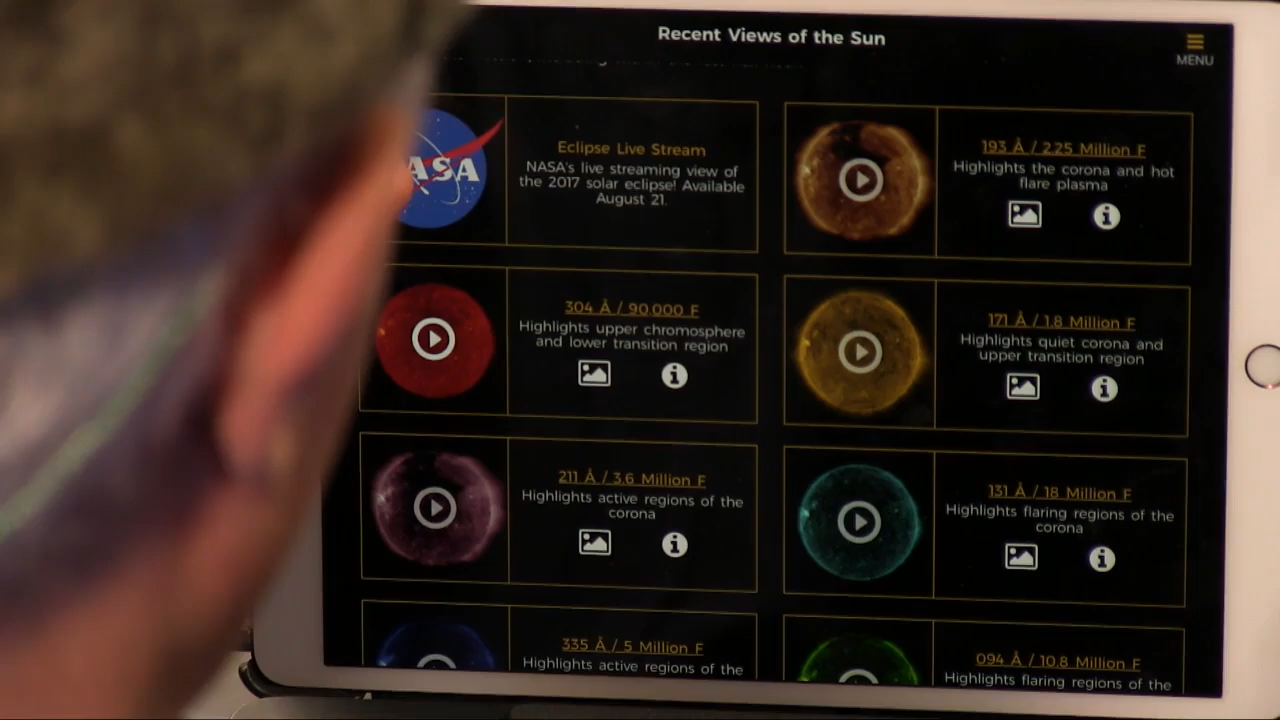 Recent Views of the Sun
MENU
ASA
Eclipse Live Stream
NASA's live streaming view of
the 2017 solar eclipse! Available
August 21.
193 Å / 2.25 Million F
Highlights the corona and hot
flare plasma
304 Å / 90,000 F
Highlights upper chromosphere
and lower transition region
171 Å / 1.8 Million F
Highlights quiet corona and
upper transition region
211 Å / 3.6 Million F
Highlights active regions of the
corona
131 Å / 18 Million F
Highlights flaring regions of the
corona
335 Å / 5 Million F
Highlights active regions of the
094 Å / 10.8 Million F
Highlights flaring regions of the